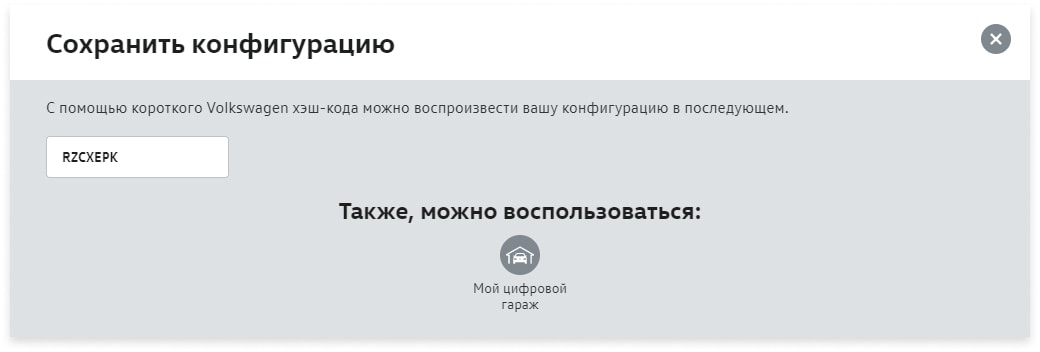 Сохранить конфигурацию
С помощью короткого Volkswagen хэш-кода можно воспроизвести вашу конфигурацию в последующем.
RZCXEPK
Также, можно воспользоваться:
Мой цифровой
гараж